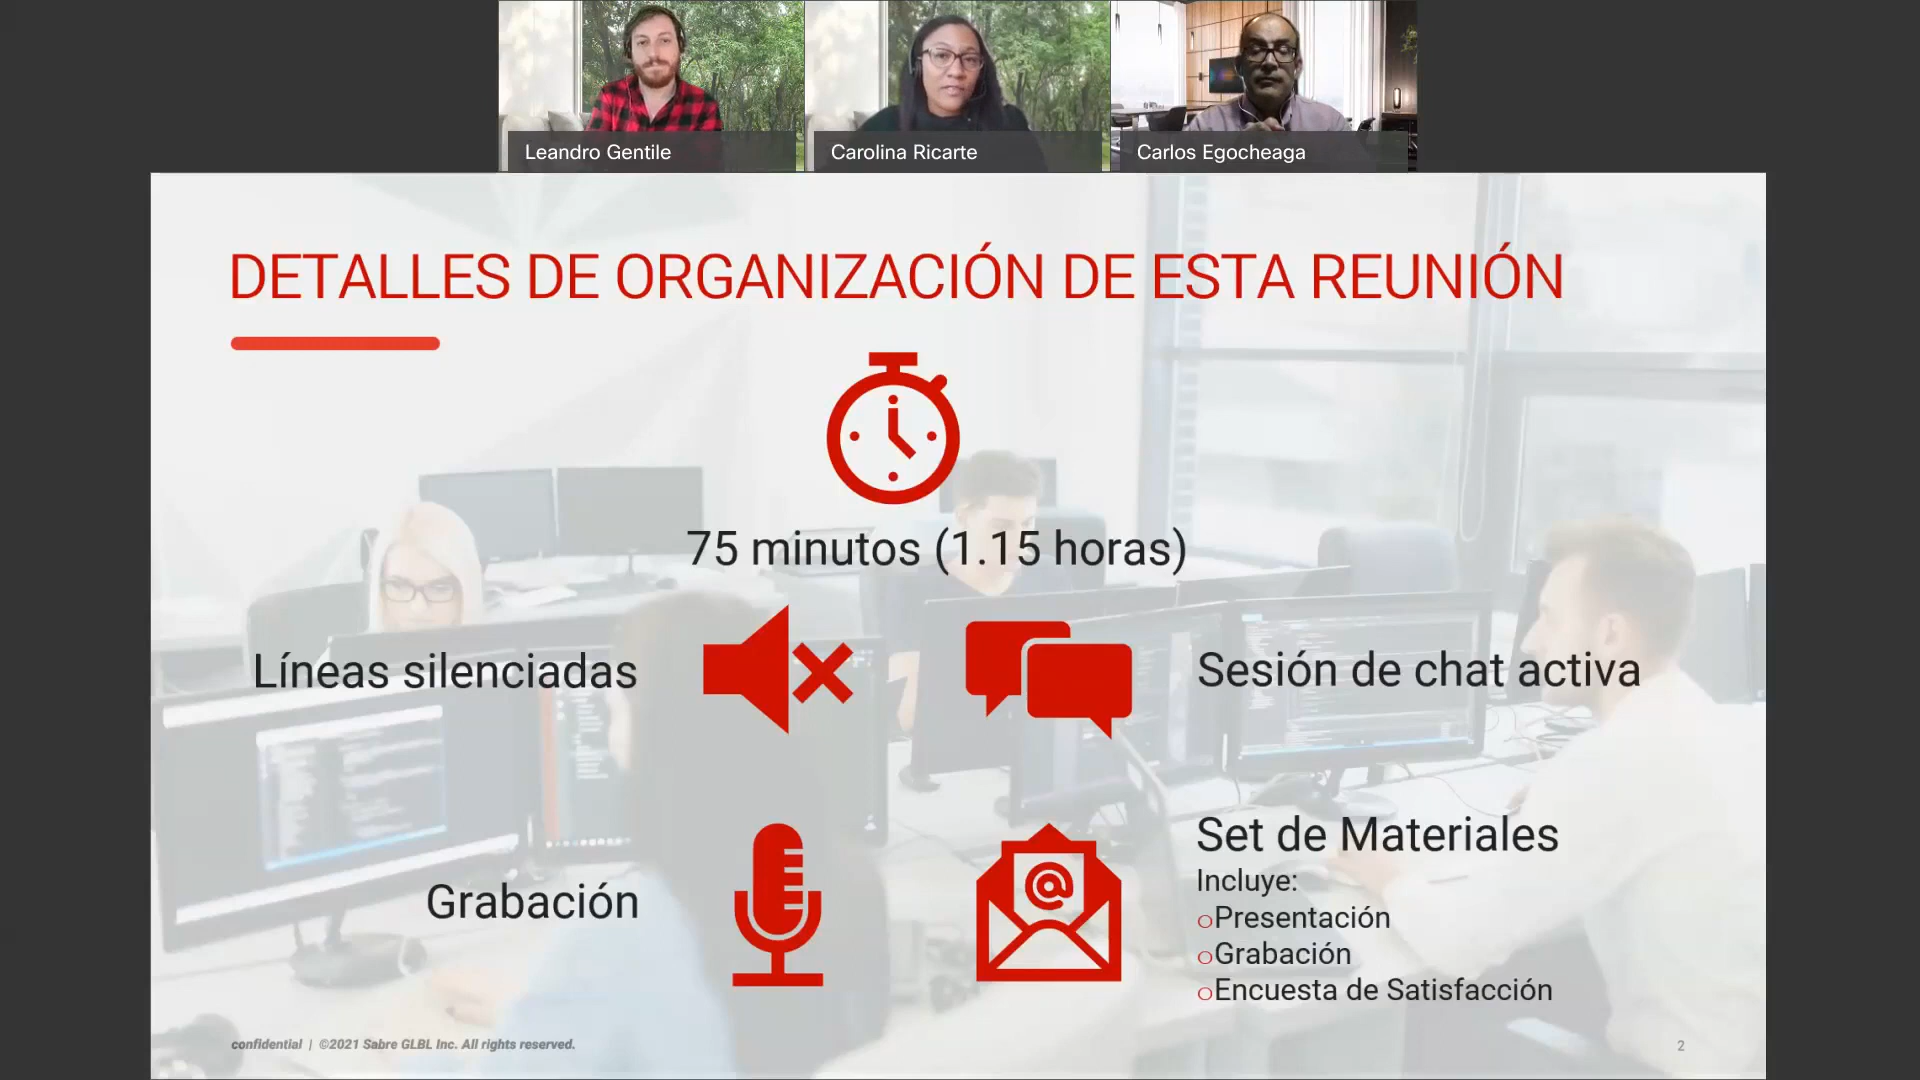 Leandro Gentile
Carolina Ricarte
Carlos Egocheaga
DETALLES DE ORGANIZACIÓN DE ESTA REUNIÓN
75 minutos (1.15 horas)
Líneas silenciadas
Sesión de chat activa
Grabación
Set de Materiales
Incluye:
oPresentación
oGrabación
oEncuesta de Satisfacción
confidential | ©2021 Sabre GLBL Inc. All rights reserved.
2